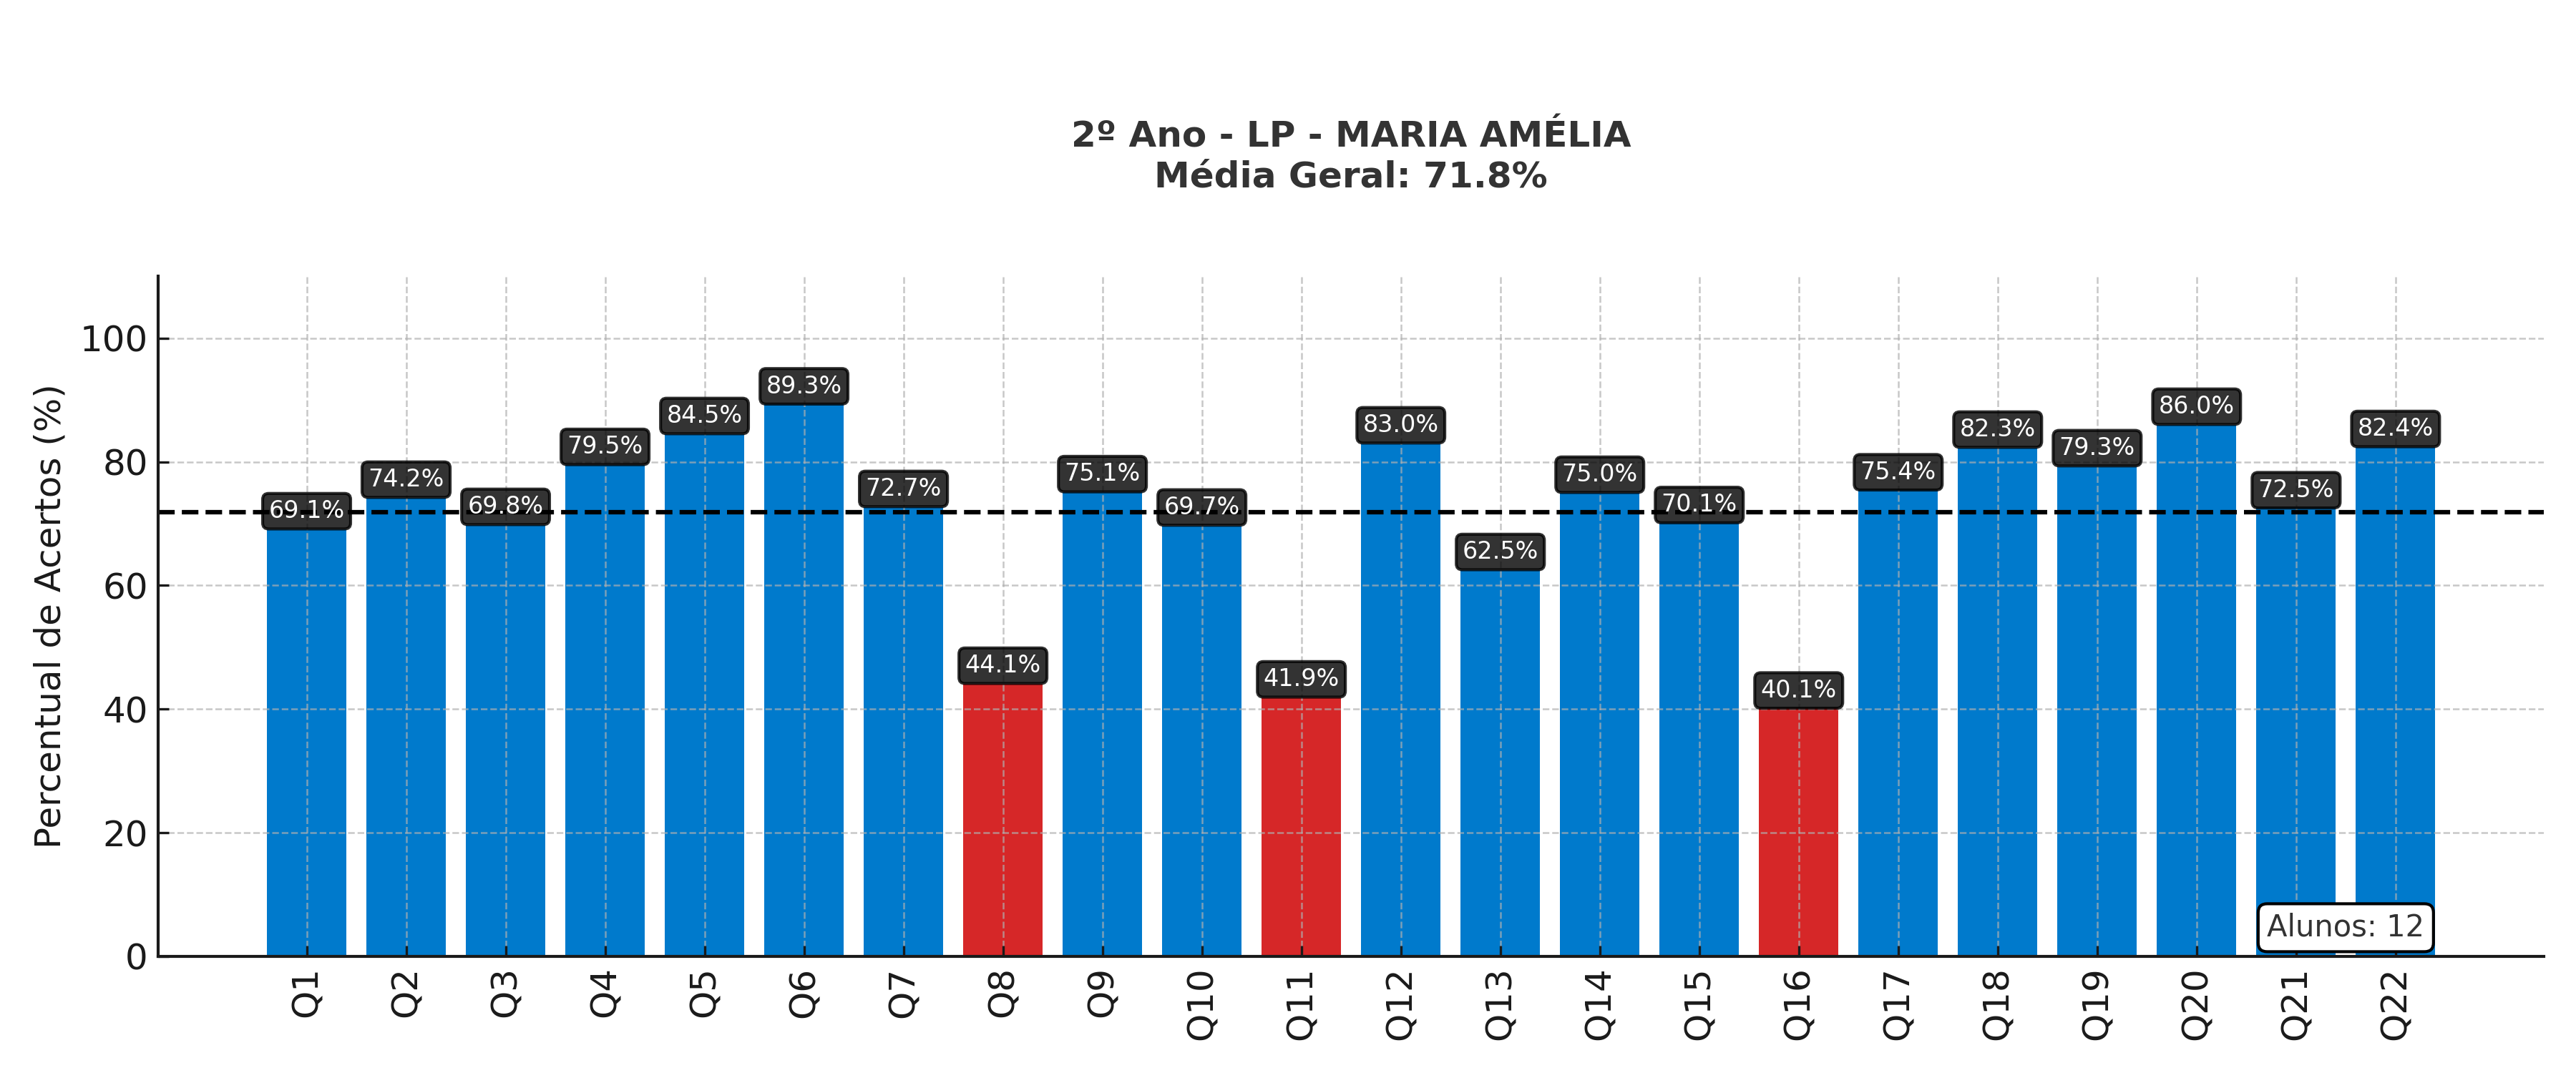 2º Ano - LP - MARIA AMÉLIA
Média Geral: 71.8%
Percentual de Acertos (%)
100
80
60
40
20
0
69.1%
74.2%
69.8%
79.5%
84.5%
89.3%
72.7%
44.1%
75.1%
69.7%
41.9%
83.0%
62.5%
75.0%
70.1%
40.1%
75.4%
82.3%
79.3%
86.0%
72.5%
82.4%
Alunos: 12
Q1
Q2
Q3
Q4
Q5
Q6
Q7
Q8
Q9
Q10
Q11
Q12
Q13
Q14
Q15
Q16
Q17
Q18
Q19
Q20
Q21
Q22